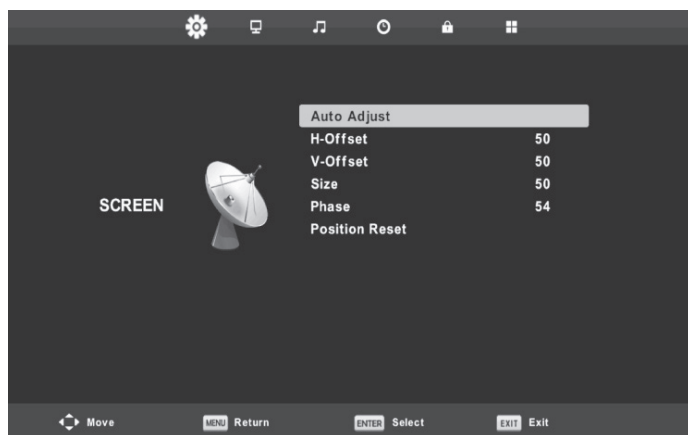 Auto Adjust
H-Offset 50
V-Offset 50
Size 50
SCREEN
Phase 54
Position Reset
Move MENU Return ENTER Select EXIT Exit